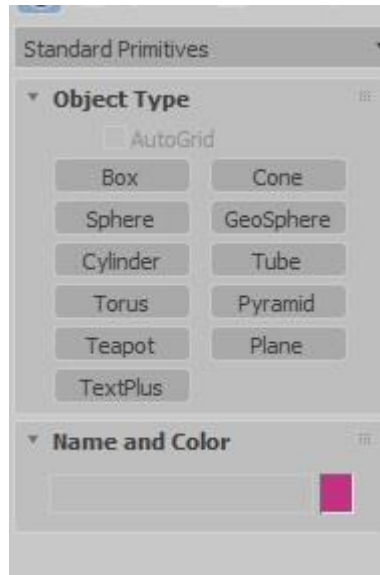 Standard Primitives
Object Type
AutoGrid
Box Cone
Sphere GeoSphere
Cylinder Tube
Torus Pyramid
Teapot Plane
TextPlus
Name and Color